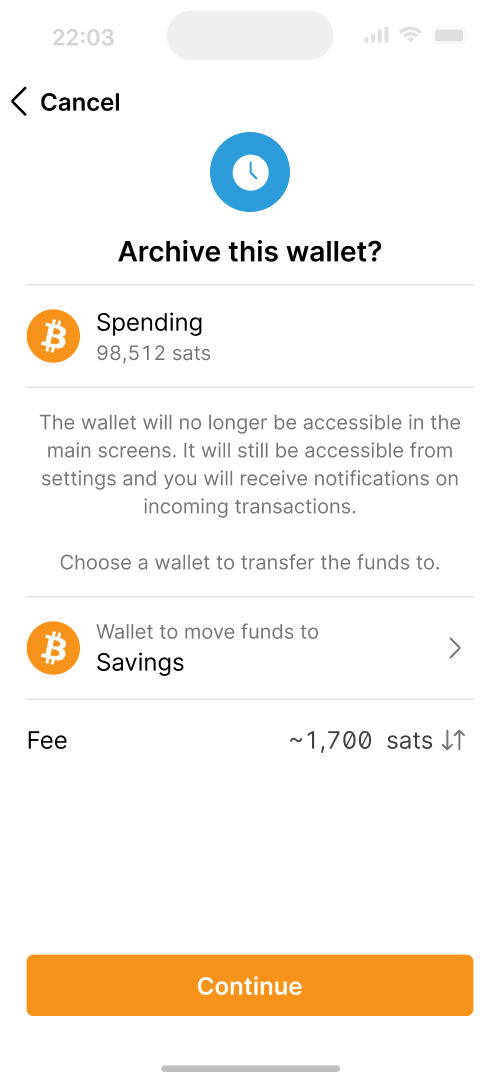 22:03
Cancel
Archive this wallet?
Spending
98,512 sats
The wallet will no longer be accessible in the
main screens. It will still be accessible from
settings and you will receive notifications on
incoming transactions.
Choose a wallet to transfer the funds to.
Wallet to move funds to
Savings
Fee ~1,700 sats
Continue